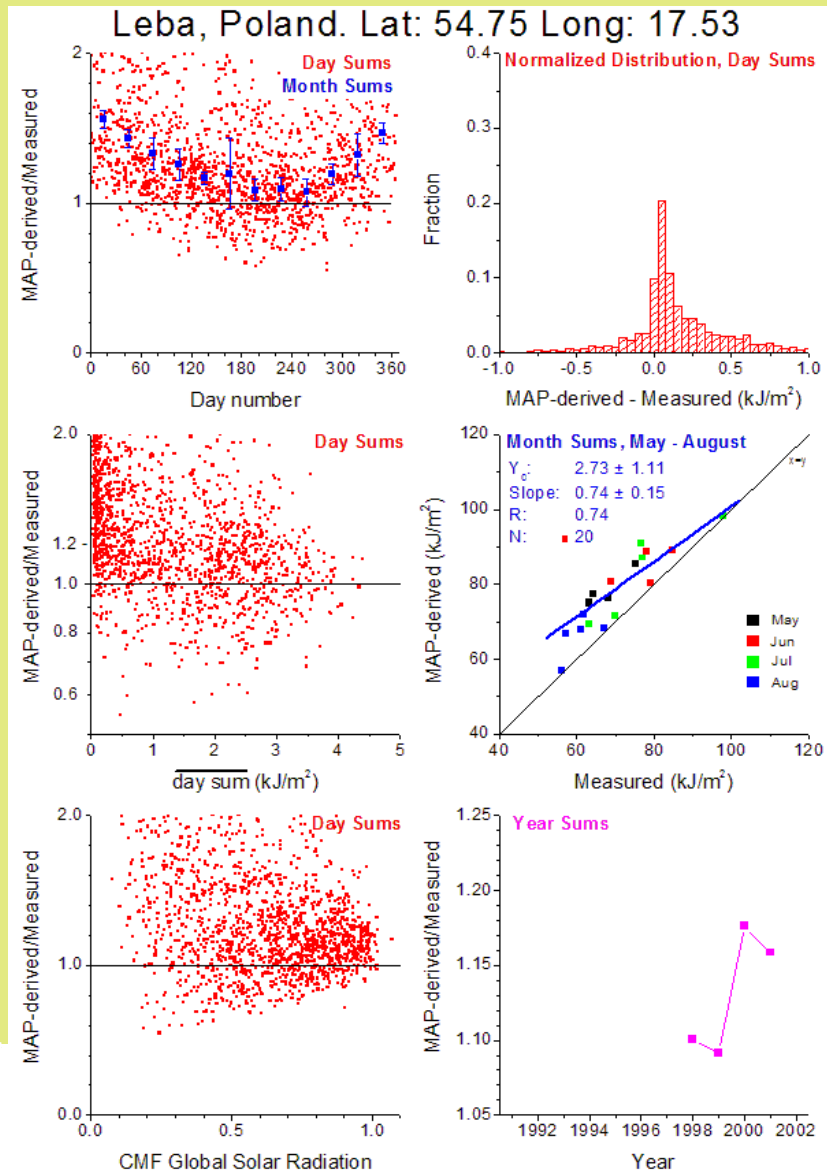 Leba, Poland. Lat: 54.75 Long: 17.53
MAP-derived/Measured
2
1
0
Day Sums
Month Sums
0 60 120 180 240 300 360
Day number
Fraction
0.4
0.3
0.2
0.1
0.0
Normalized Distribution, Day Sums
-1.0 -0.5 0.0 0.5 1.0
MAP-derived - Measured (kJ/m²)
MAP-derived/Measured
2.0
1.2
1.0
0.8
0.6
Day Sums
0 1 2 3 4 5
day sum (kJ/m²)
MAP-derived (kJ/m²)
120
100
80
60
40
Month Sums, May - August
Y₀: 2.73 ± 1.11
Slope: 0.74 ± 0.15
R: 0.74
N: 20
x=y
May
Jun
Jul
Aug
40 60 80 100 120
Measured (kJ/m²)
MAP-derived/Measured
2.0
1.0
0.0
Day Sums
0.0 0.5 1.0
CMF Global Solar Radiation
MAP-derived/Measured
1.25
1.20
1.15
1.10
1.05
Year Sums
1992 1994 1996 1998 2000 2002
Year